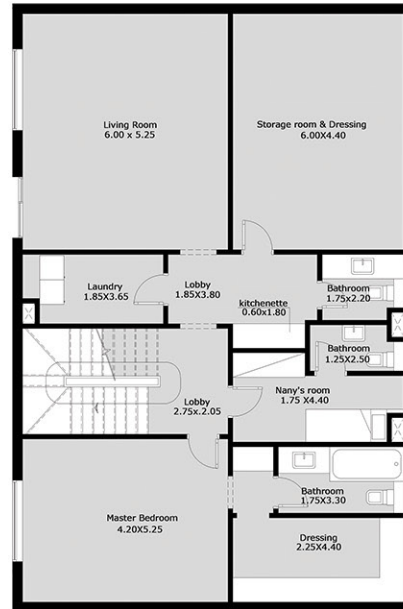 Living Room
6.00 x 5.25
Storage room & Dressing
6.00X4.40
Laundry
1.85X3.65
Lobby
1.85X3.80
Bathroom
1.75x2.20
kitchenette
0.60x1.80
Bathroom
1.25X2.50
Nany's room
1.75 X4.40
Lobby
2.75x.2.05
Bathroom
1.75X3.30
Master Bedroom
4.20X5.25
Dressing
2.25X4.40